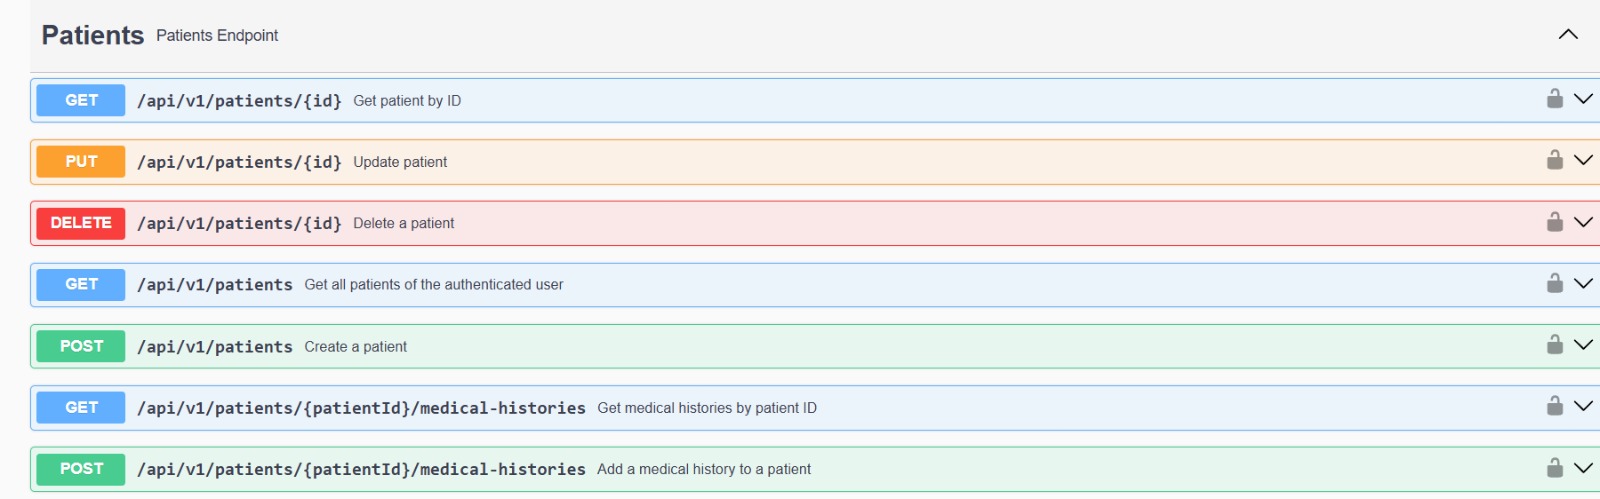 Patients Patients Endpoint
GET /api/v1/patients/{id} Get patient by ID
PUT /api/v1/patients/{id} Update patient
DELETE /api/v1/patients/{id} Delete a patient
GET /api/v1/patients Get all patients of the authenticated user
POST /api/v1/patients Create a patient
GET /api/v1/patients/{patientId}/medical-histories Get medical histories by patient ID
POST /api/v1/patients/{patientId}/medical-histories Add a medical history to a patient